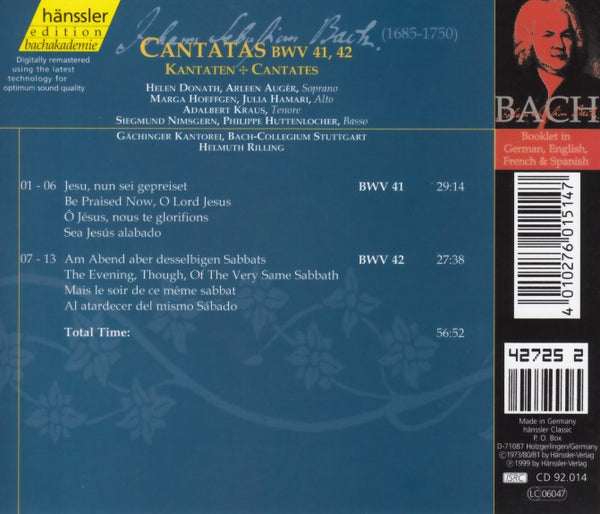 hänssler
edition
bachakademie
Digitally remastered
using the latest
technology for
optimum sound quality
Johann Sebastian Bach. (1685-1750)
CANTATAS BWV 41, 42
KANTATEN ✢ CANTATES
HELEN DONATH, ARLEEN AUGÉR, Soprano
MARGA HOEFFGEN, JULIA HAMARI, Alto
ADALBERT KRAUS, Tenore
SIEGMUND NIMSGERN, PHILIPPE HUTTENLOCHER, Basso
GÄCHINGER KANTOREI, BACH-COLLEGIUM STUTTGART
HELMUTH RILLING
01 - 06 Jesu, nun sei gepreiset BWV 41 29:14
Be Praised Now, O Lord Jesus
Ô Jésus, nous te glorifions
Sea Jesús alabado
07 - 13 Am Abend aber desselbigen Sabbats BWV 42 27:38
The Evening, Though, Of The Very Same Sabbath
Mais le soir de ce même sabbat
Al atardecer del mismo Sábado
Total Time: 56:52
BACH
Booklet in
German, English,
French & Spanish
4 010276 015147
42725 2
Made in Germany
hänssler Classic
P. O. Box
D-71087 Holzgerlingen/Germany
Ⓒ1973/80/81 by Hänssler-Verlag
Ⓟ1999 by Hänssler-Verlag
ISRC CD 92.014
LC 06047